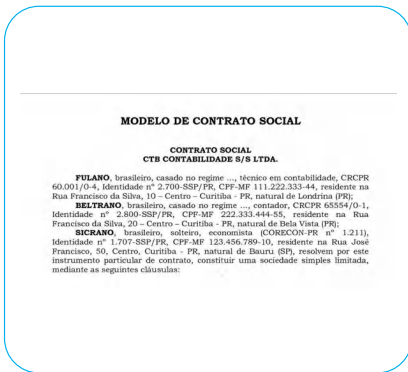 MODELO DE CONTRATO SOCIAL
CONTRATO SOCIAL
CTB CONTABILIDADE S/S LTDA.
FULANO, brasileiro, casado no regime ..., técnico em contabilidade, CRCPR
60.001/0-4, Identidade nº 2.700-SSP/PR, CPF-MF 111.222.333-44, residente na
Rua Francisco da Silva, 10 – Centro – Curitiba - PR, natural de Londrina (PR);
BELTRANO, brasileiro, casado no regime ..., contador, CRCPR 65554/0-1,
Identidade nº 2.800-SSP/PR, CPF-MF 222.333.444-55, residente na Rua
Francisco da Silva, 20 – Centro - Curitiba - PR, natural de Bela Vista (PR);
SICRANO, brasileiro, solteiro, economista (CORECON-PR nº 1.211),
Identidade nº 1.707-SSP/PR, CPF-MF 123.456.789-10, residente na Rua José
Francisco, 50, Centro, Curitiba - PR, natural de Bauru (SP), resolvem por este
instrumento particular de contrato, constituir uma sociedade simples limitada,
mediante as seguintes cláusulas: